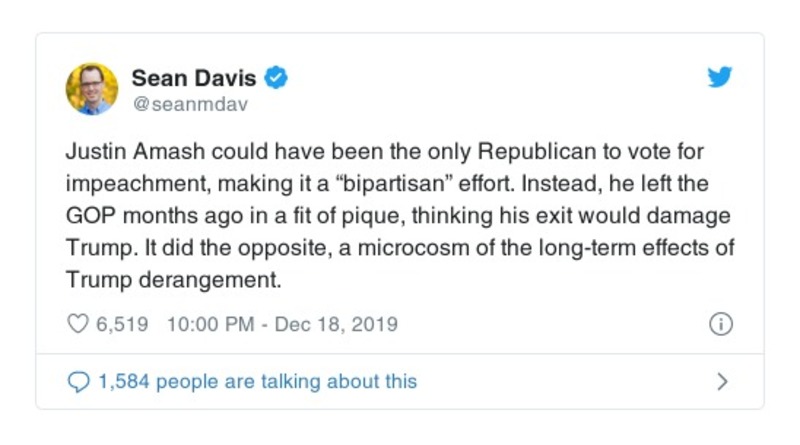 Sean Davis
@seanmdav
Justin Amash could have been the only Republican to vote for
impeachment, making it a “bipartisan” effort. Instead, he left the
GOP months ago in a fit of pique, thinking his exit would damage
Trump. It did the opposite, a microcosm of the long-term effects of
Trump derangement.
6,519 10:00 PM - Dec 18, 2019
1,584 people are talking about this